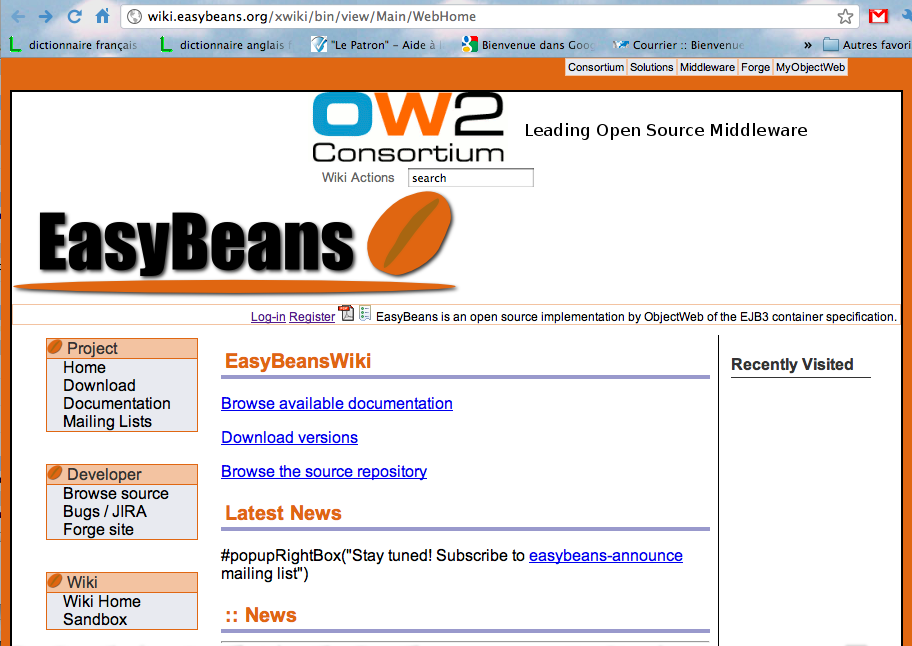 wiki.easybeans.org/xwiki/bin/view/Main/WebHome
dictionnaire français dictionnaire anglais "Le Patron" - Aide à Bienvenue dans Goo Courrier :: Bienvenue » Autres favori
Consortium Solutions Middleware Forge MyObjectWeb
OW2
Consortium
Leading Open Source Middleware
Wiki Actions search
EasyBeans
Log-in Register EasyBeans is an open source implementation by ObjectWeb of the EJB3 container specification.
Project
Home
Download
Documentation
Mailing Lists
Developer
Browse source
Bugs / JIRA
Forge site
Wiki
Wiki Home
Sandbox
EasyBeansWiki
Browse available documentation
Download versions
Browse the source repository
Latest News
#popupRightBox("Stay tuned! Subscribe to easybeans-announce
mailing list")
:: News
Recently Visited